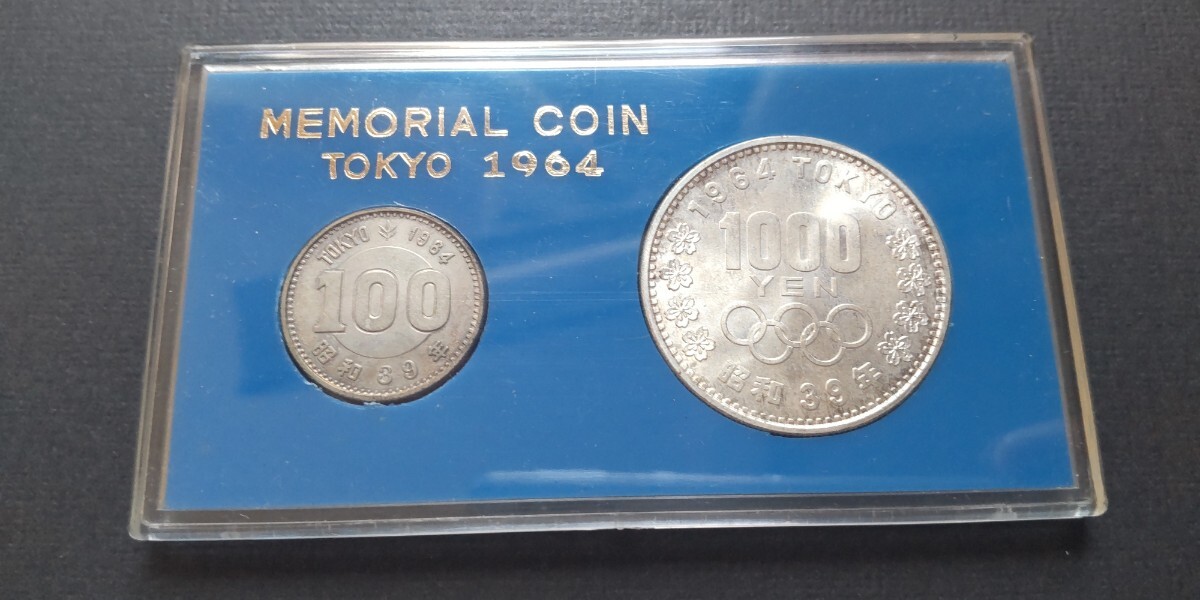 MEMORIAL COIN
TOKYO 1964
TOKYO 1964
100
昭和39年
1964 TOKYO
1000
YEN
昭和39年